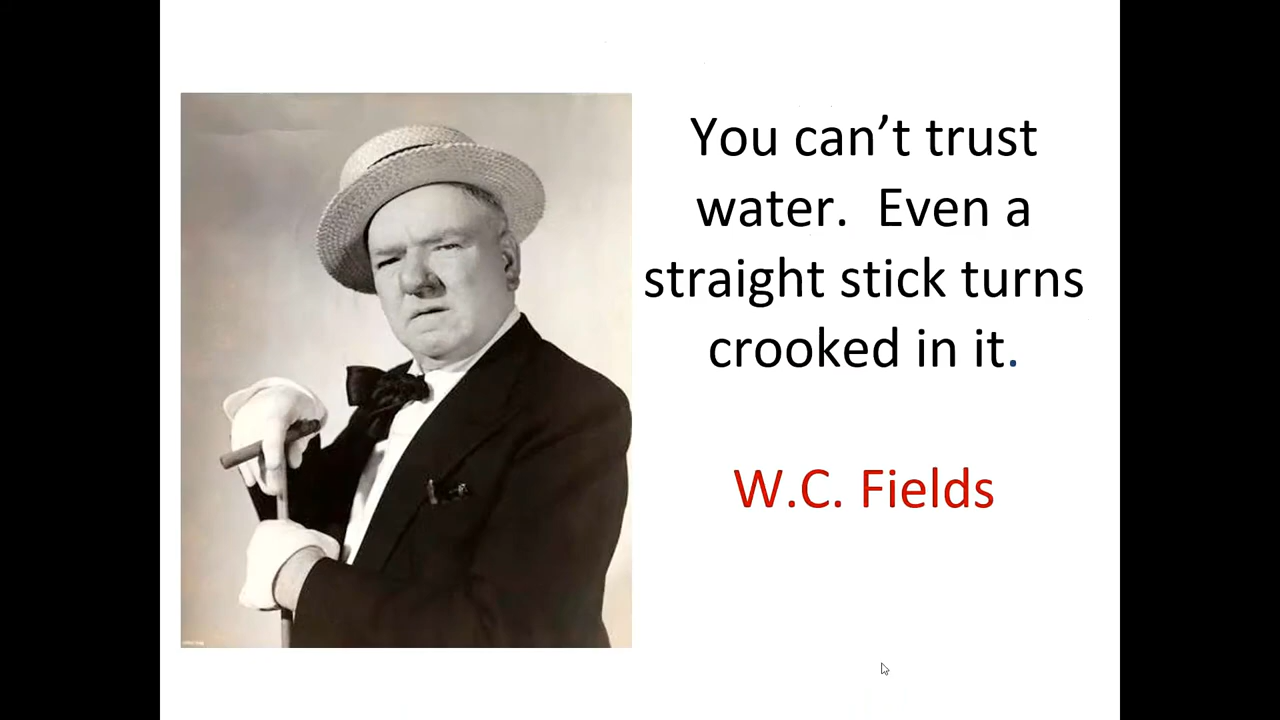 You can’t trust
water.  Even a
straight stick turns
crooked in it.
W.C. Fields